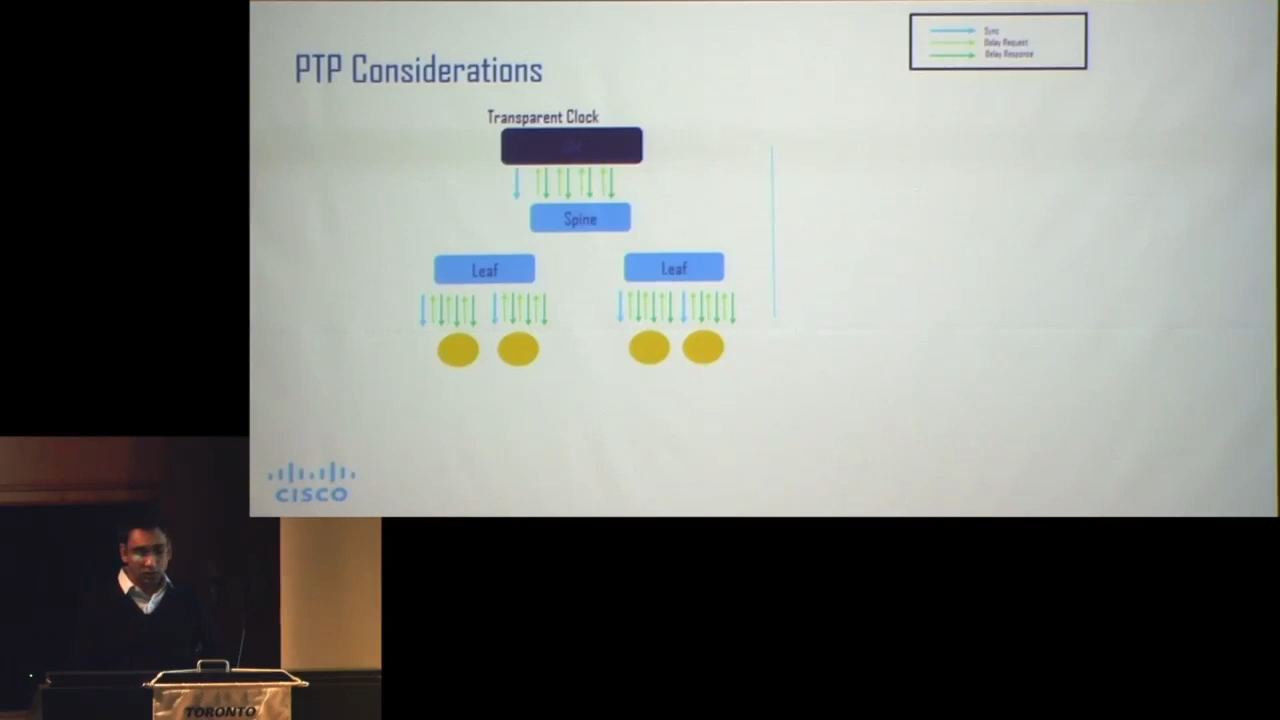 PTP Considerations
Sync
Delay Request
Delay Response
Transparent Clock
Spine
Leaf
Leaf
CISCO
TORONTO